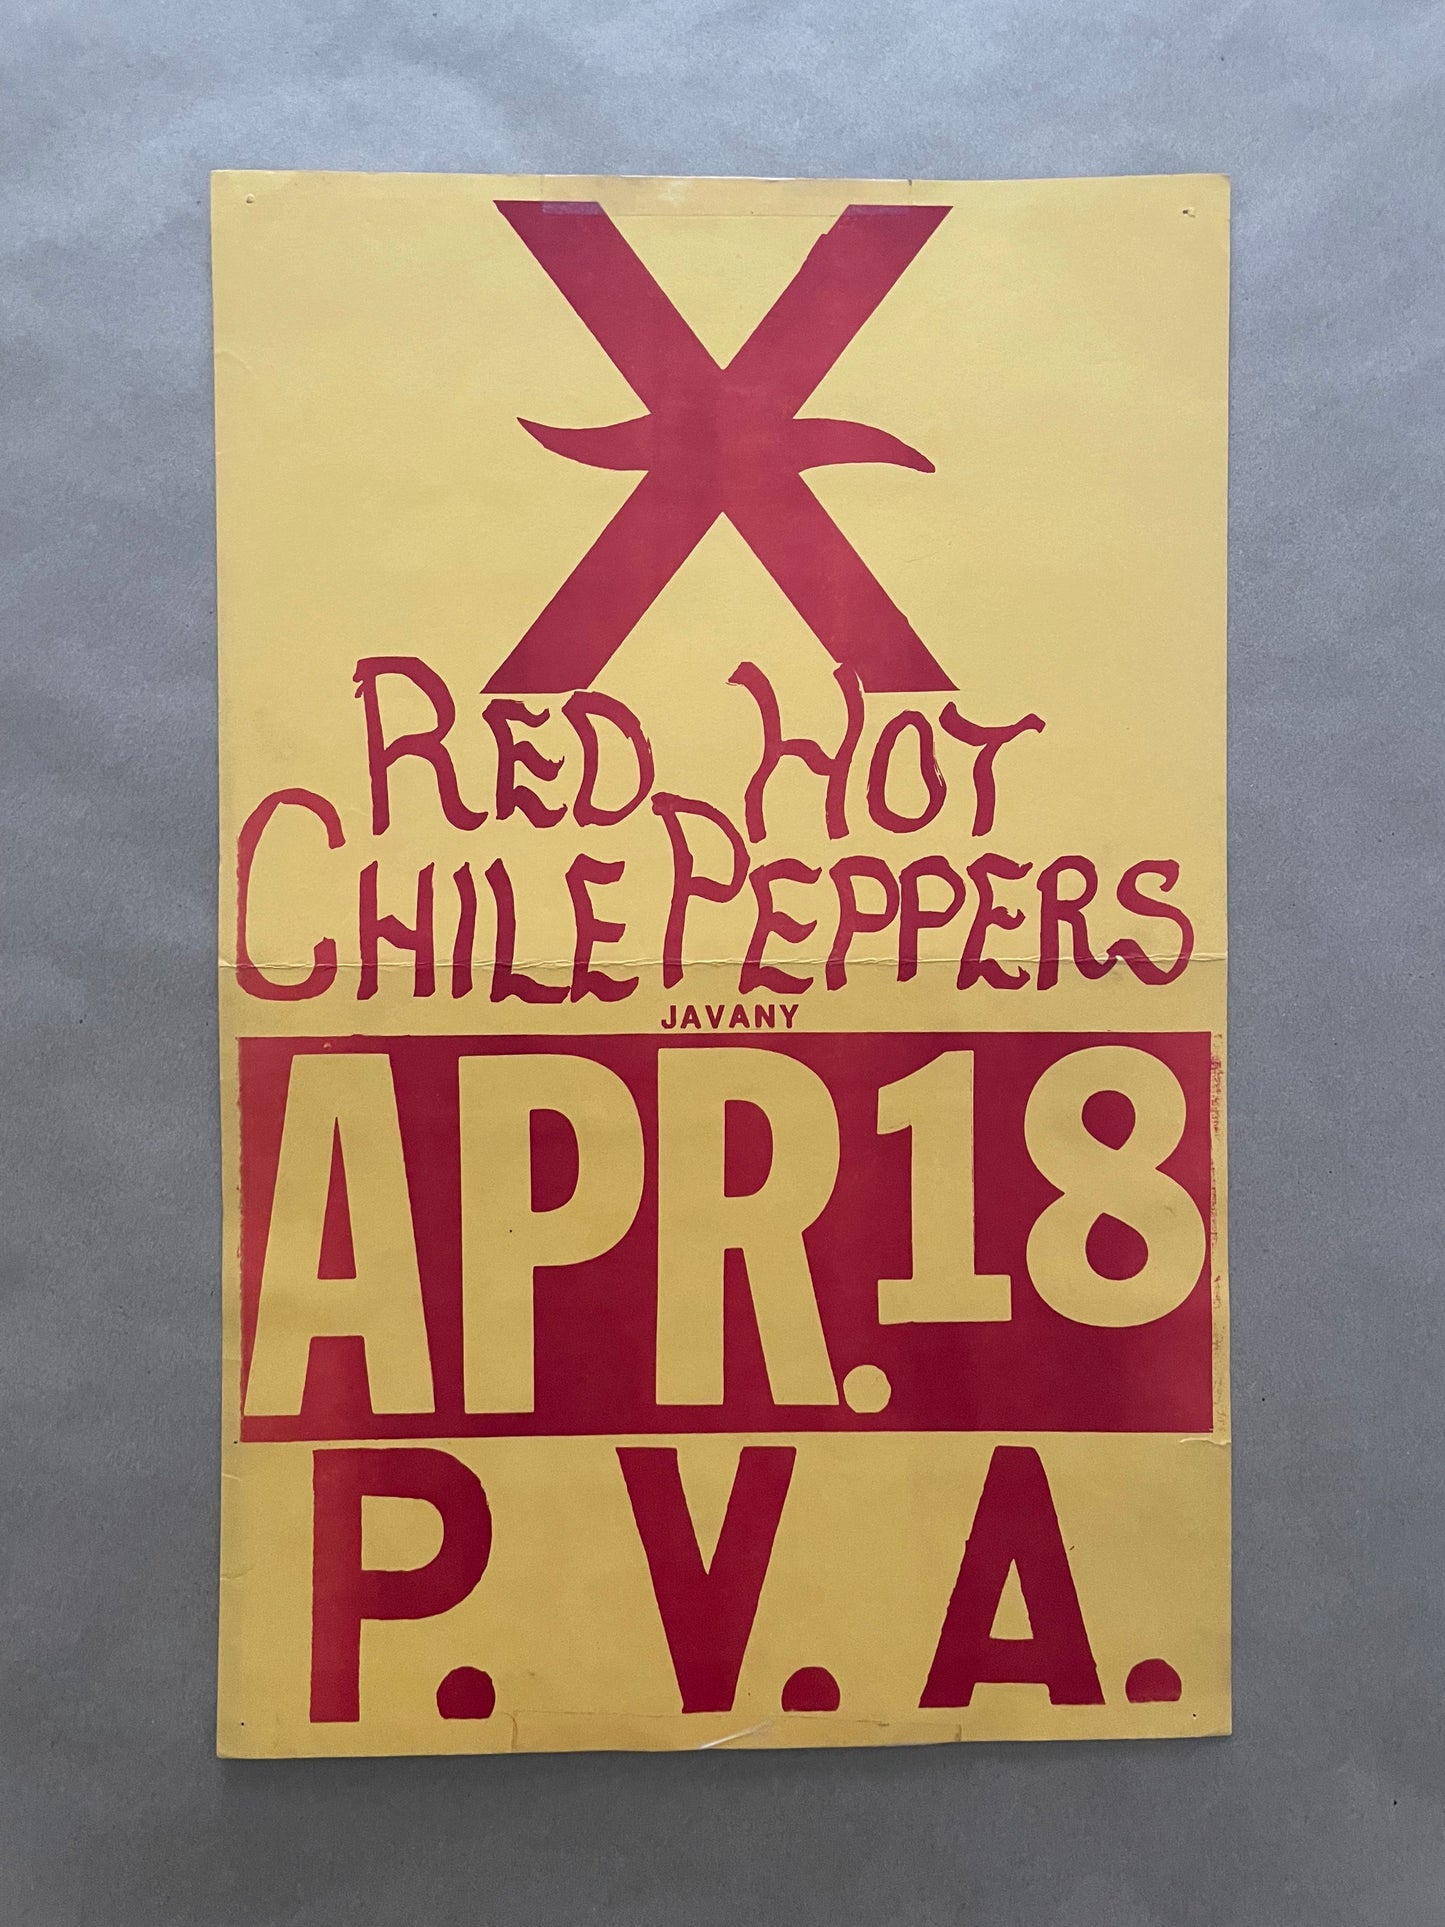 X
RED HOT
CHILE PEPPERS
JAVANY
APR. 18
P. V. A.